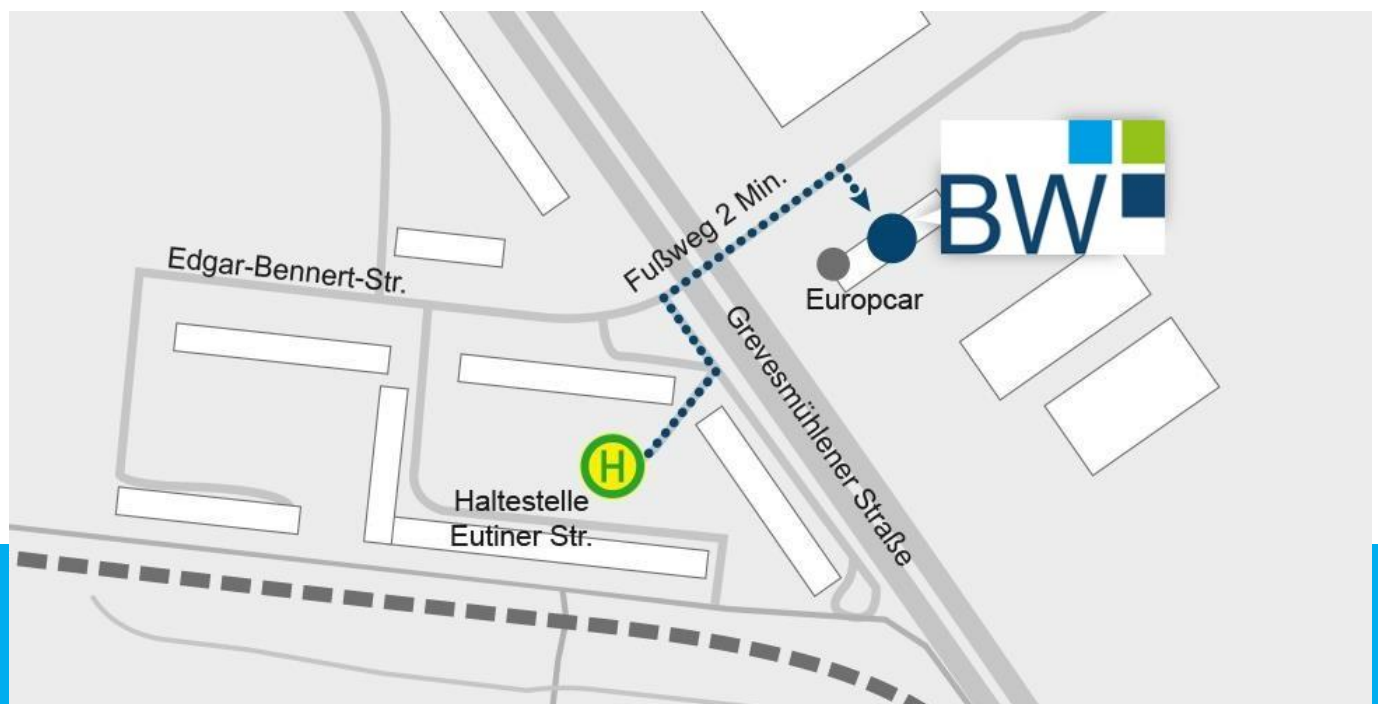 BW
Fußweg 2 Min.
Edgar-Bennert-Str.
Europcar
Grevesmühlener Straße
H
Haltestelle
Eutiner Str.